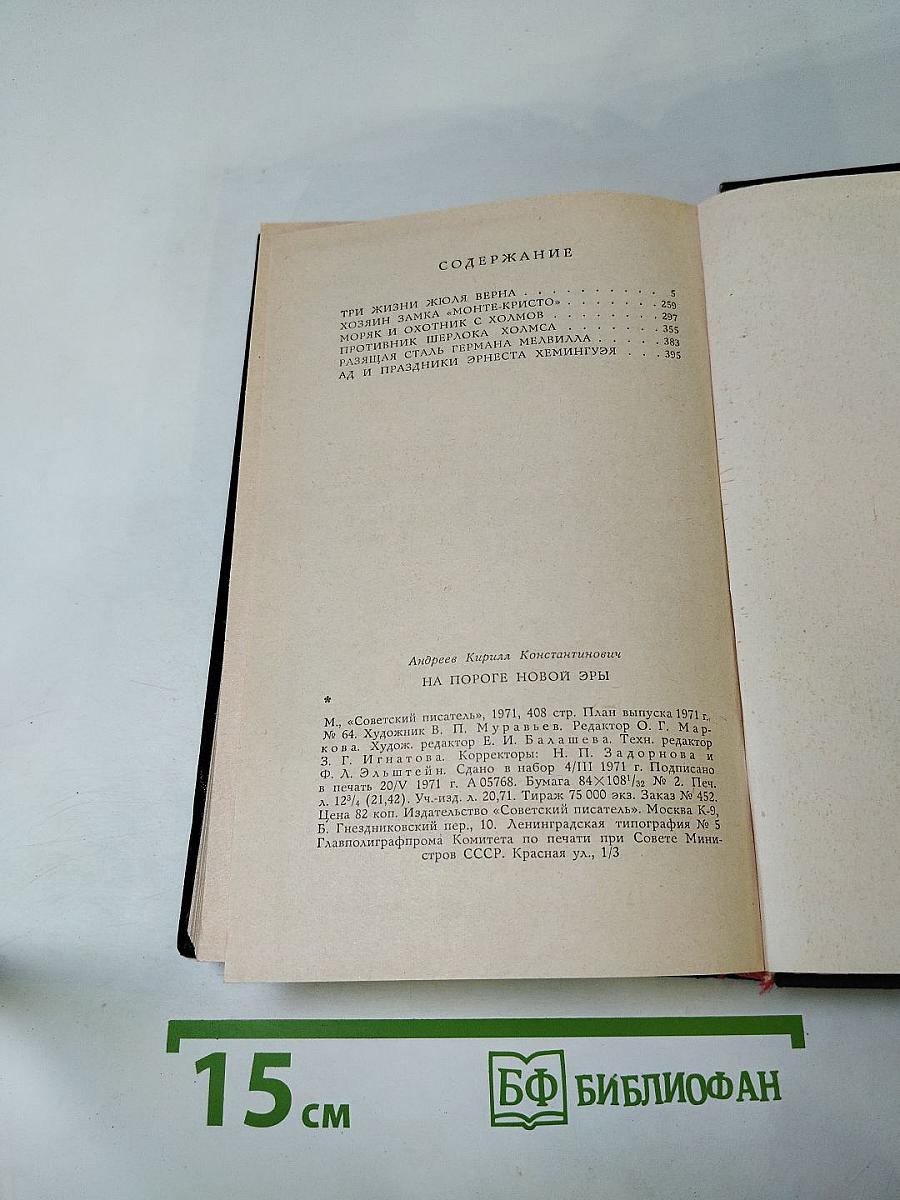 СОДЕРЖАНИЕ
ТРИ ЖИЗНИ ЖЮЛЯ ВЕРНА . . . . . . . . . . 5
ХОЗЯИН ЗАМКА «МОНТЕ-КРИСТО» . . . . . . . 259
МОРЯК И ОХОТНИК С ХОЛМОВ . . . . . . . . 297
ПРОТИВНИК ШЕРЛОКА ХОЛМСА . . . . . . . 355
РАЗЯЩАЯ СТАЛЬ ГЕРМАНА МЕЛВИЛЛА . . . . . 383
АД И ПРАЗДНИКИ ЭРНЕСТА ХЕМИНГУЭЯ . . . 395
Андреев Кирилл Константинович
НА ПОРОГЕ НОВОЙ ЭРЫ
*
М., «Советский писатель», 1971, 408 стр. План выпуска 1971 г.,
№ 64. Художник В. П. Муравьев. Редактор О. Г. Мар-
кова. Худож. редактор Е. И. Балашева. Техн. редактор
З. Г. Игнатова. Корректоры: Н. П. Задорнова и
Ф. Л. Эльштейн. Сдано в набор 4/III 1971 г. Подписано
в печать 20/V 1971 г. А 05768. Бумага 84×108¹/₃₂ № 2. Печ.
л. 12³/₄ (21,42). Уч.-изд. л. 20,71. Тираж 75 000 экз. Заказ № 452.
Цена 82 коп. Издательство «Советский писатель». Москва К-9,
Б. Гнездниковский пер., 10. Ленинградская типография № 5
Главполиграфпрома Комитета по печати при Совете Мини-
стров СССР. Красная ул., 1/3
15 см
БФ БИБЛИОФАН